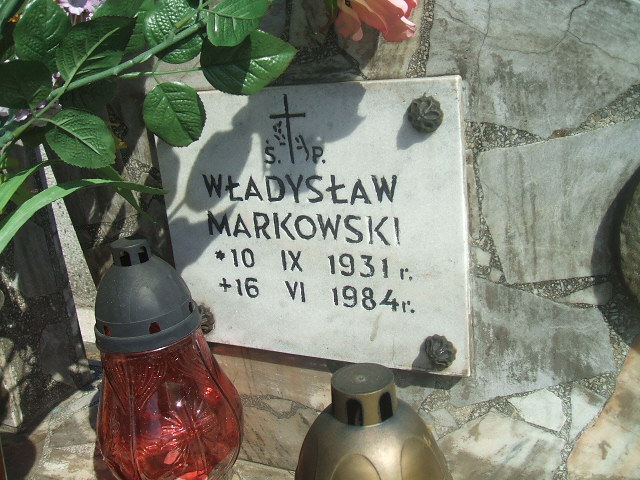 Ś. P.
WŁADYSŁAW
MARKOWSKI
*10 IX 1931 r.
+16 VI 1984 r.